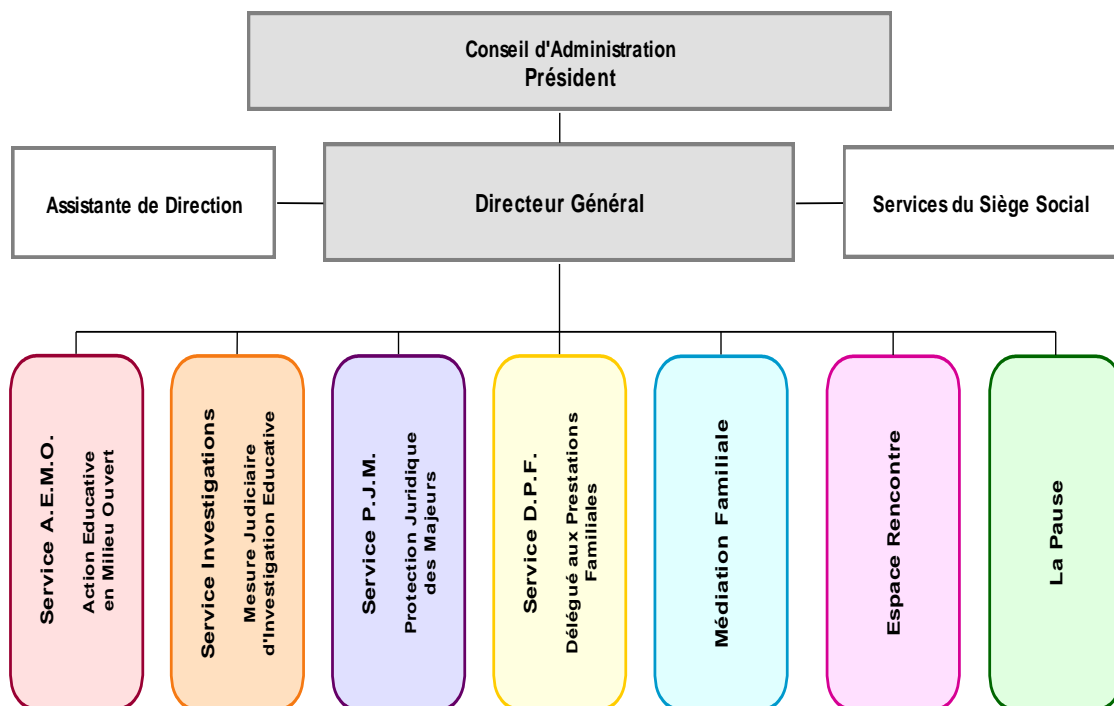 Conseil d'Administration
Président
Assistante de Direction
Directeur Général
Services du Siège Social
Service A.E.M.O.
Action Educative
en Milieu Ouvert
Service Investigations
Mesure Judiciaire
d'Investigation Educative
Service P.J.M.
Protection Juridique
des Majeurs
Service D.P.F.
Délégué aux Prestations
Familiales
Médiation Familiale
Espace Rencontre
La Pause